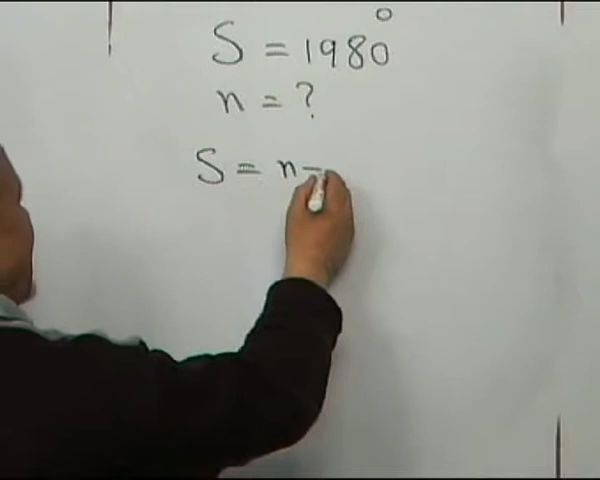 S = 1980°
n = ?
S = n -